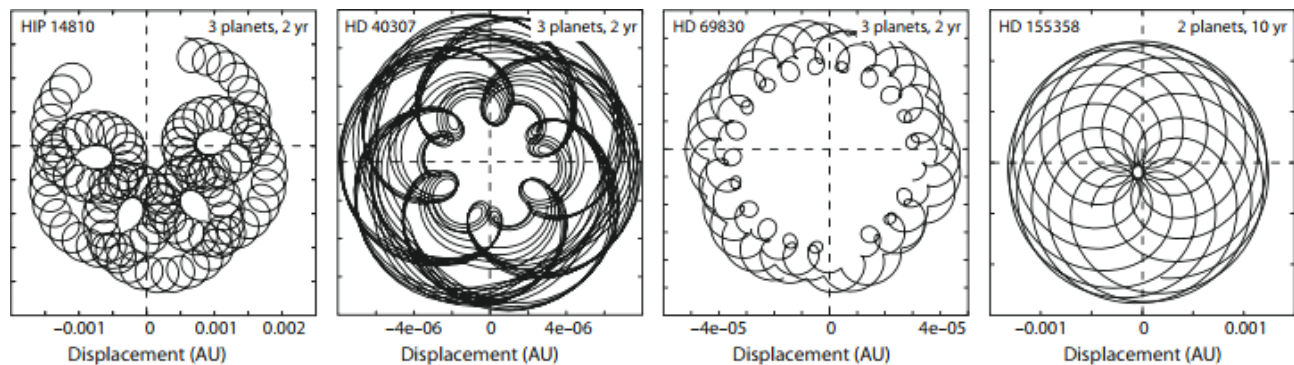 HIP 14810 3 planets, 2 yr
HD 40307 3 planets, 2 yr
HD 69830 3 planets, 2 yr
HD 155358 2 planets, 10 yr
−0.001 0 0.001 0.002
−4e−06 0 4e−06
−4e−05 0 4e−05
−0.001 0 0.001
Displacement (AU)
Displacement (AU)
Displacement (AU)
Displacement (AU)